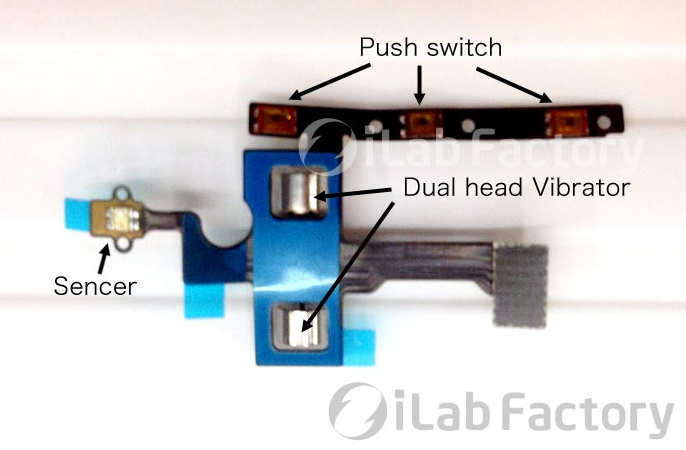 Push switch
iLab Factory
Dual head Vibrator
Sencer
iLab Factory